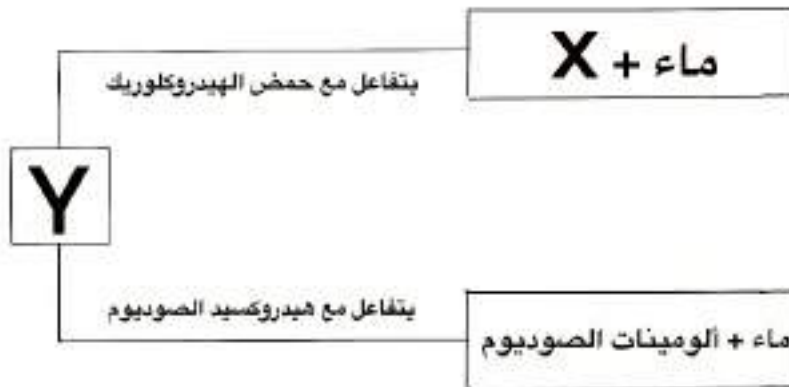 ماء + X
يتفاعل مع حمض الهيدروكلوريك
Y
يتفاعل مع هيدروكسيد الصوديوم
ماء + ألومينات الصوديوم